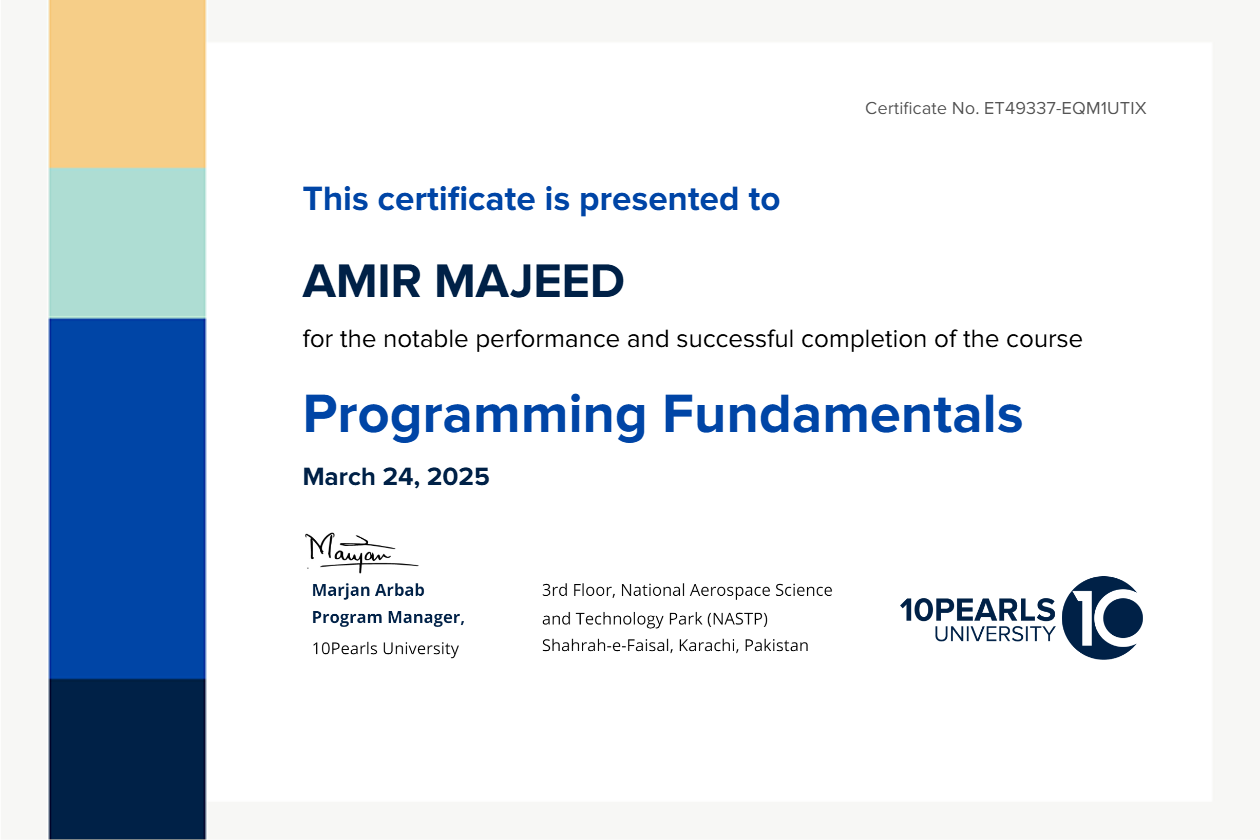 Certificate No. ET49337-EQM1UTIX
This certificate is presented to
AMIR MAJEED
for the notable performance and successful completion of the course
Programming Fundamentals
March 24, 2025
Marjan
Marjan Arbab
Program Manager,
10Pearls University
3rd Floor, National Aerospace Science
and Technology Park (NASTP)
Shahrah-e-Faisal, Karachi, Pakistan
10PEARLS
UNIVERSITY
10